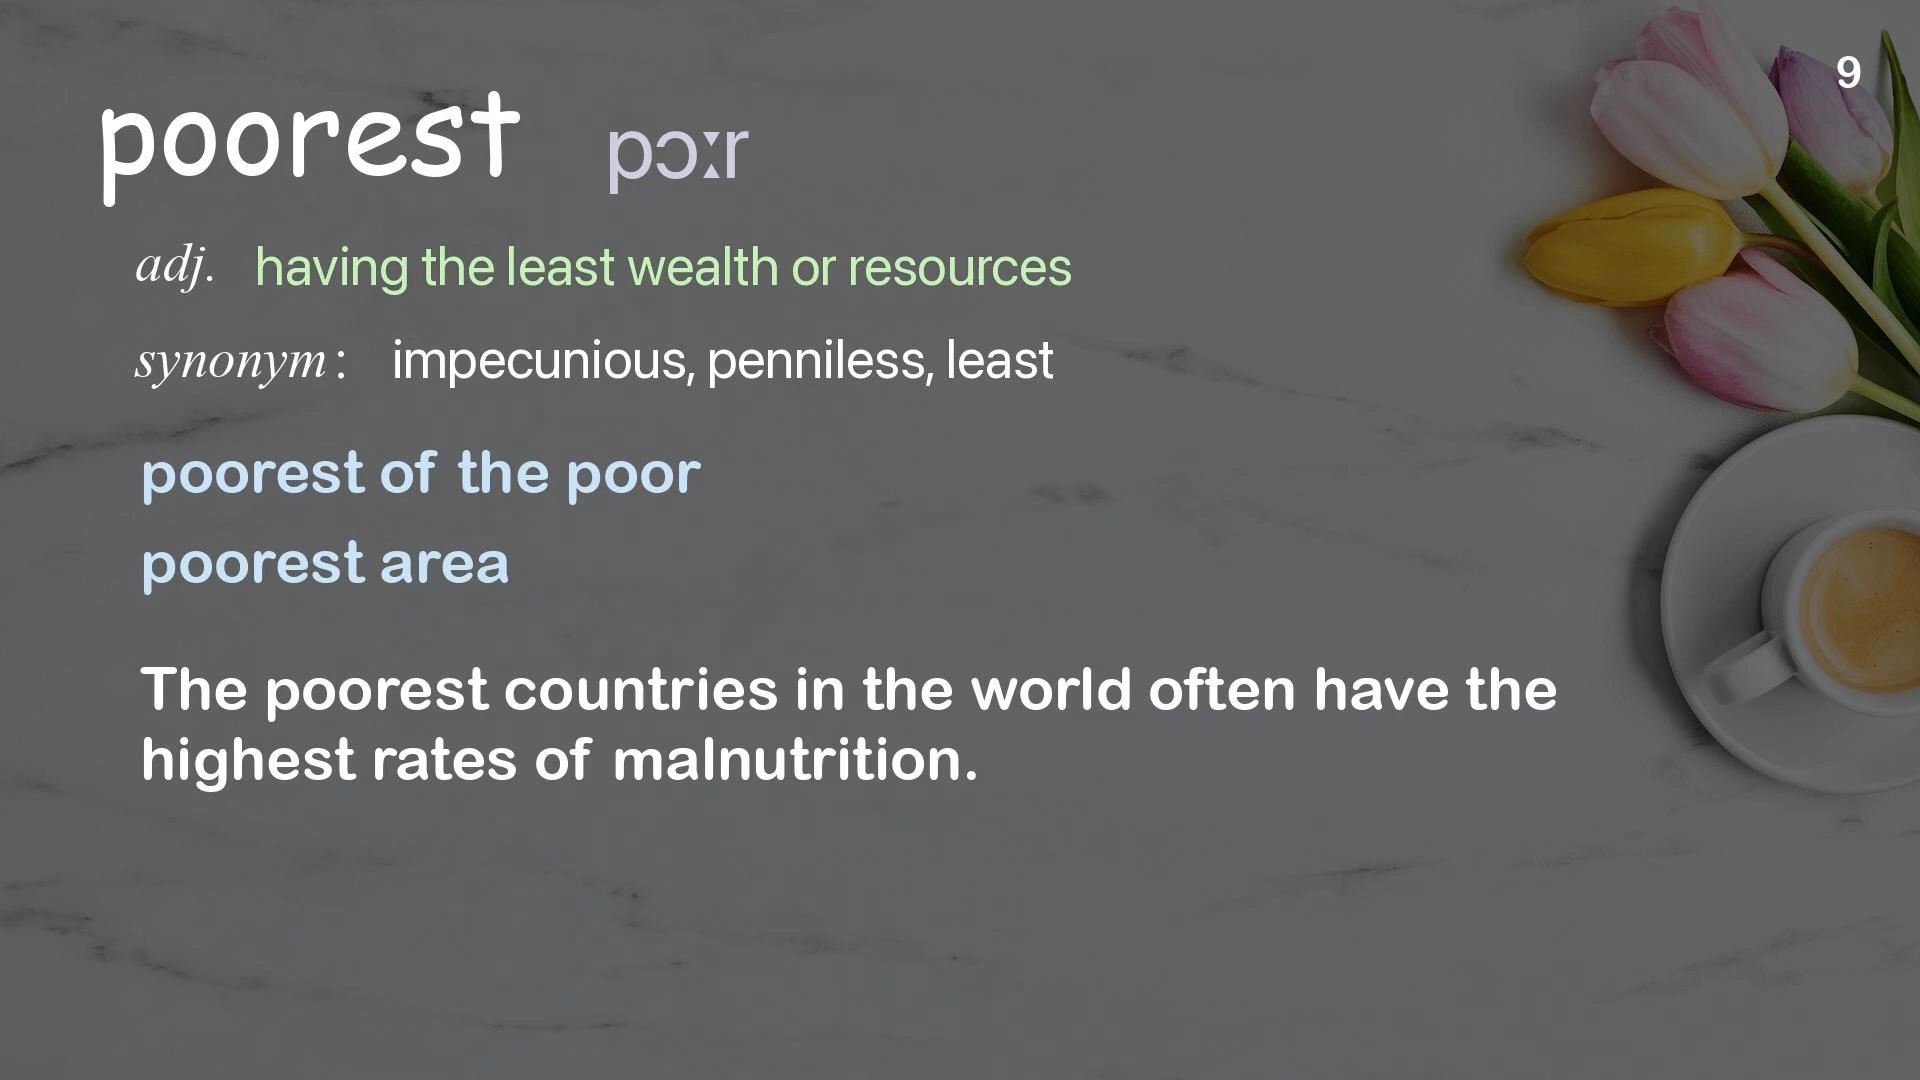 9
poorest pɔːr
adj. having the least wealth or resources
synonym : impecunious, penniless, least
poorest of the poor
poorest area
The poorest countries in the world often have the
highest rates of malnutrition.